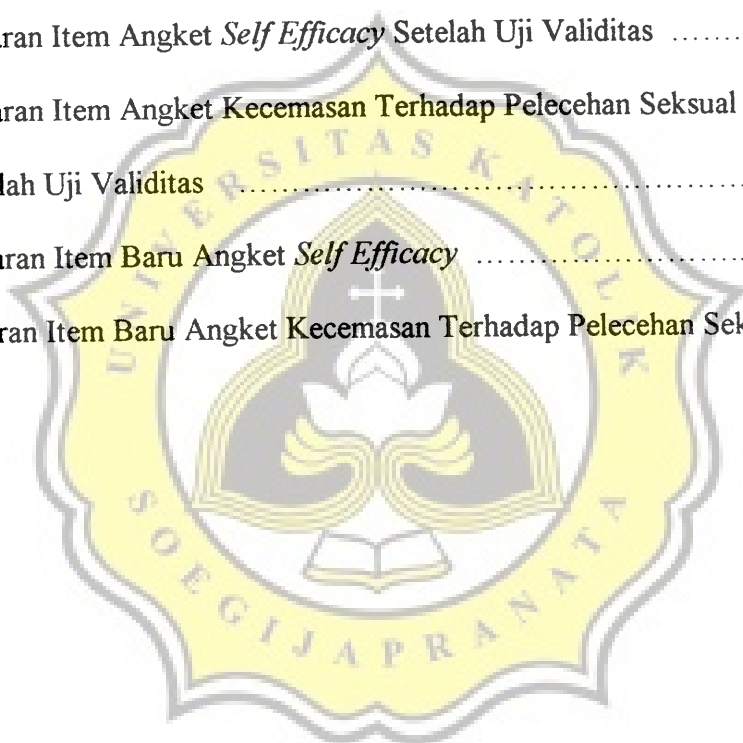 aran Item Angket Self Efficacy Setelah Uji Validitas ........
aran Item Angket Kecemasan Terhadap Pelecehan Seksual
lah Uji Validitas ........................................................
aran Item Baru Angket Self Efficacy ..............................
ran Item Baru Angket Kecemasan Terhadap Pelecehan Sek
UNIVERSITAS KATOLIK
SOEGIJAPRANATA